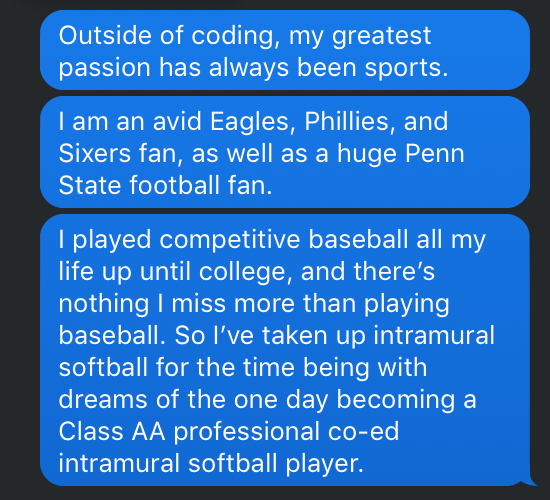 Outside of coding, my greatest
passion has always been sports.
I am an avid Eagles, Phillies, and
Sixers fan, as well as a huge Penn
State football fan.
I played competitive baseball all my
life up until college, and there’s
nothing I miss more than playing
baseball. So I’ve taken up intramural
softball for the time being with
dreams of the one day becoming a
Class AA professional co-ed
intramural softball player.